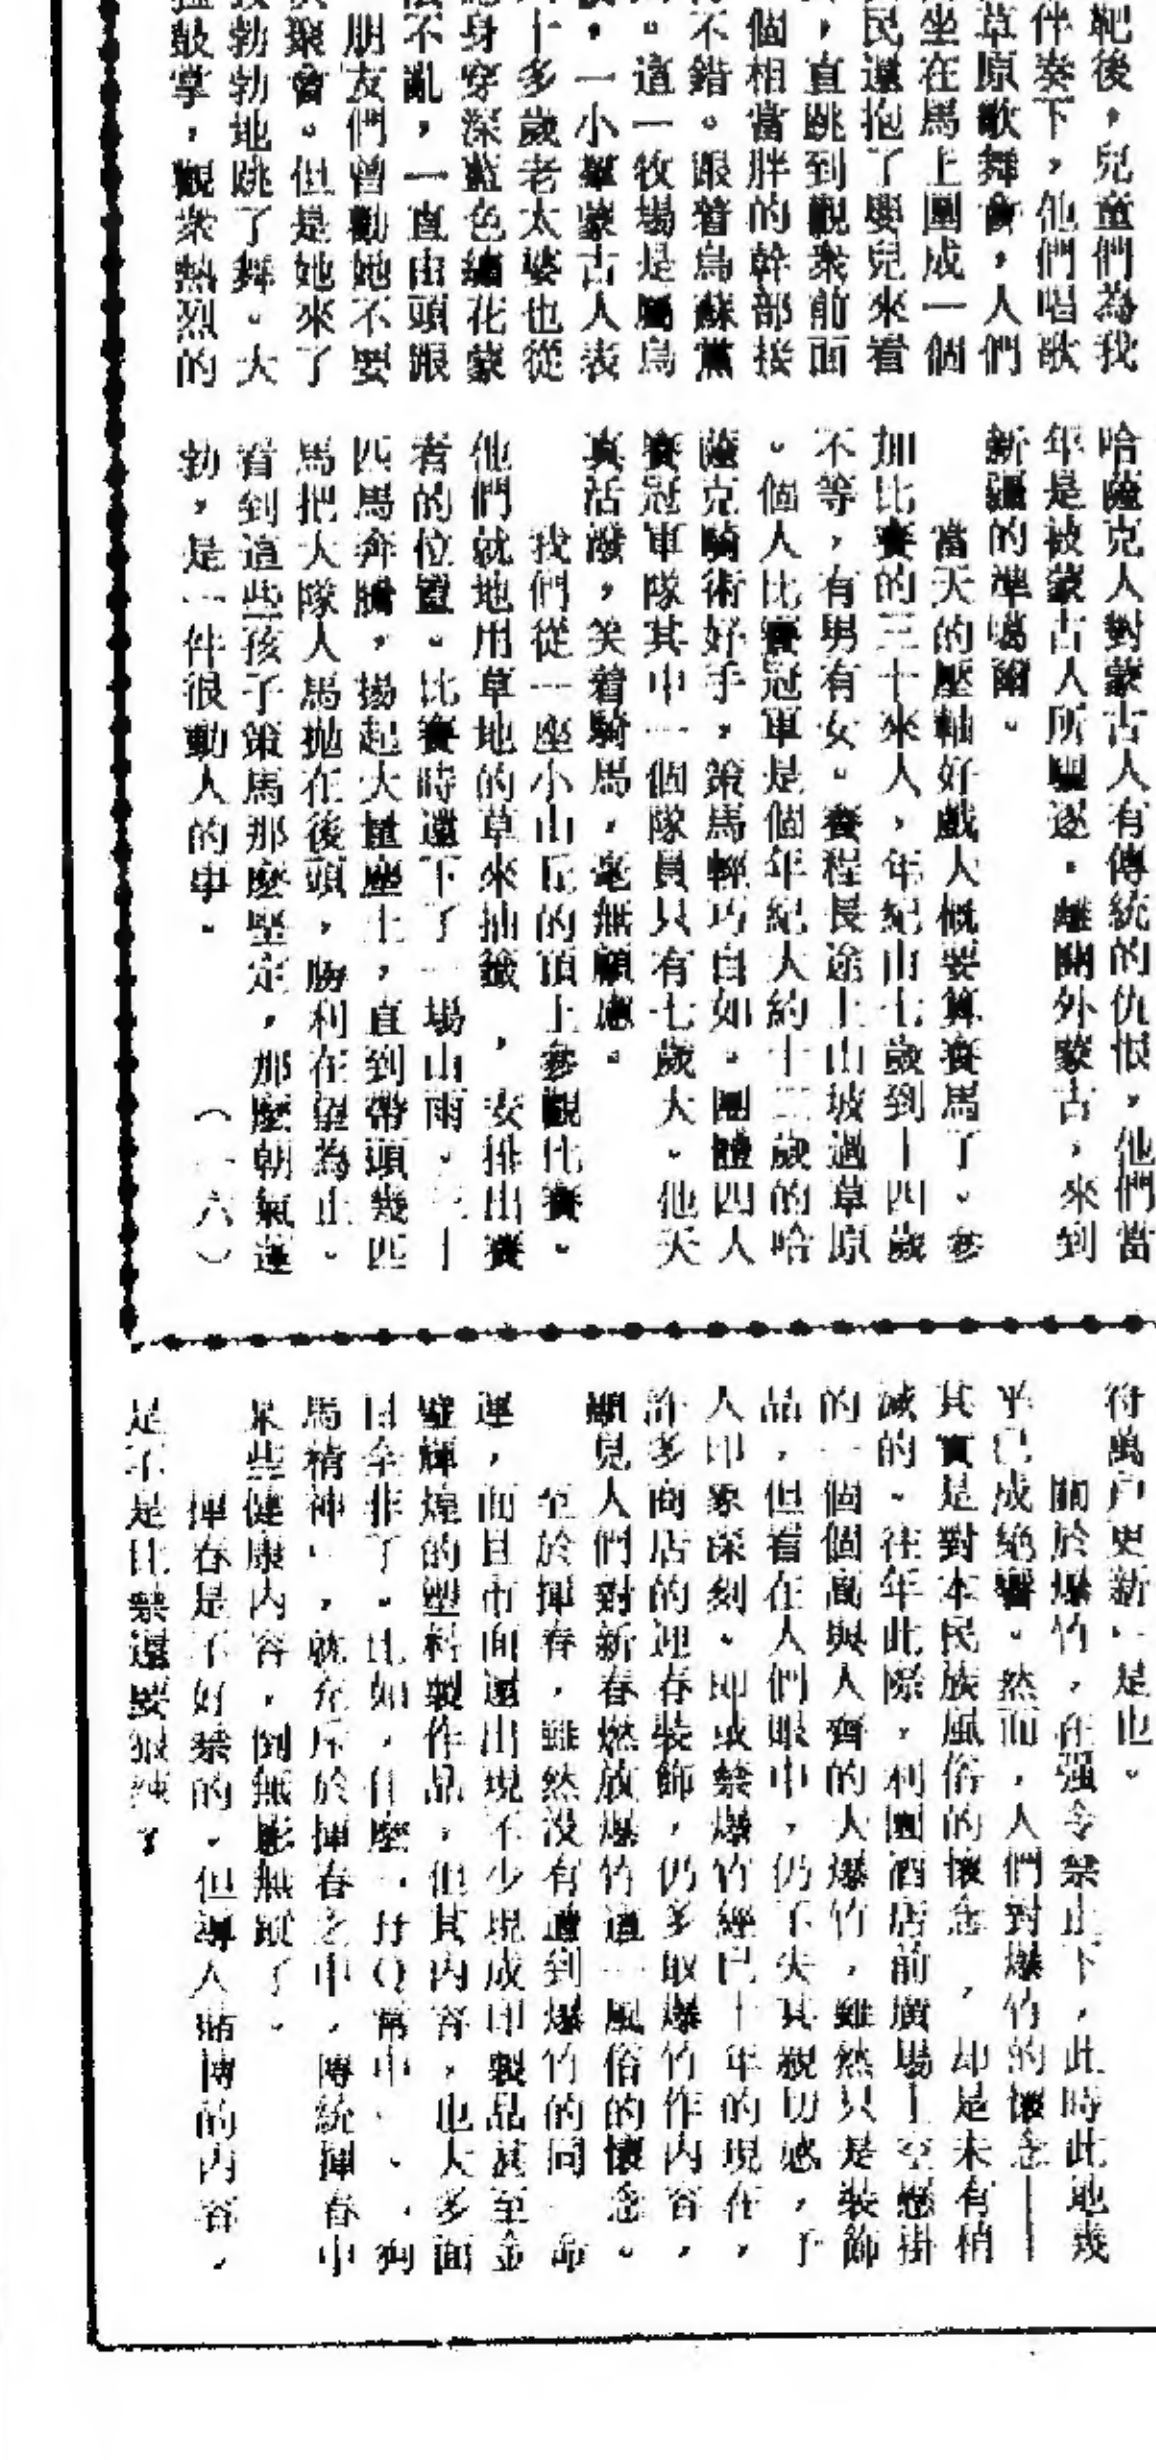 靶後，兒童們為我
伴奏下，他們唱歌
草原歌舞會，人們
坐在馬上圍成一個
民還抱了嬰兒來看
，直跳到觀衆前面
個相當胖的幹部接
不錯。跟着烏蘇黨
。這一牧場是屬烏
，一小羣蒙古人表
十多歲老太婆也從
身穿深藍色繡花蒙
不亂，一直由頭跟
朋友們曾勸她不要
聚會。但是她來了
勃勃地跳了舞。大
鼓掌，觀衆熱烈的
哈薩克人對蒙古人有傳統的仇恨，他們當
年是被蒙古人所驅逐，離開外蒙古，來到
新疆的準噶爾。
當天的壓軸好戲大概要算賽馬了。參
加比賽的三十來人，年紀由七歲到十四歲
不等，有男有女。賽程長途上山坡過草原
。個人比賽冠軍是個年紀大約十二歲的哈
薩克騎術好手，策馬輕巧自如。團體四人
賽冠軍隊其中一個隊員只有七歲大。他天
真活潑，笑着騎馬，毫無顧慮。
我們從一座小山丘的頂上參觀比賽。
他們就地用草地的草來抽籤，安排出賽
者的位置。比賽時還下了一場山雨。三十
四馬奔騰，揚起大量塵土，直到帶頭幾匹
馬把大隊人馬拋在後頭，勝利在望為止。
看到這些孩子策馬那麼堅定，那麼朝氣蓬
勃，是一件很動人的事。（一六）
符萬户更新」是也。
關於爆竹，在强令禁止下，此時此地幾
乎已成絶響。然而，人們對爆竹的懷念——
其實是對本民族風俗的懷念，却是未有稍
減的。往年此際，利園酒店前廣場上空懸掛
的一個個高與人齊的大爆竹，雖然只是裝飾
品，但看在人們眼中，仍不失其親切感，予
人印象深刻。即或禁爆竹經已十年的現在，
許多商店的迎春裝飾，仍多取爆竹作内容，
顯見人們對新春燃放爆竹這一風俗的懷念。
至於揮春，雖然没有遭到爆竹的同一命
運，而且市面還出現不少現成印製品甚至金
碧輝煌的塑料製作品，但其内容，也大多面
目全非了。比如，什麼「孖Q常中」、「狗
馬精神」，就充斥於揮春之中，傳統揮春中
某些健康内容，倒無影無蹤了。
揮春是不好禁的，但導人賭博的内容，
是不是比禁還要狠辣？